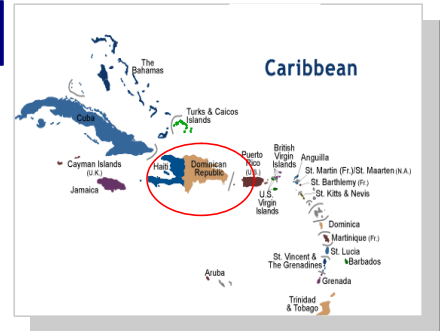 The
Bahamas
Caribbean
Cuba
Turks & Caicos
Islands
Haiti
Dominican
Republic
Puerto
Rico
(U.S.)
British
Virgin
Islands
Anguilla
St. Martin (Fr.)/St. Maarten (N.A.)
St. Barthlemy (Fr.)
St. Kitts & Nevis
Cayman Islands
(U.K.)
Jamaica
U.S.
Virgin
Islands
Dominica
Martinique (Fr.)
St. Lucia
Barbados
St. Vincent &
The Grenadines
Grenada
Aruba
Trinidad
& Tobago